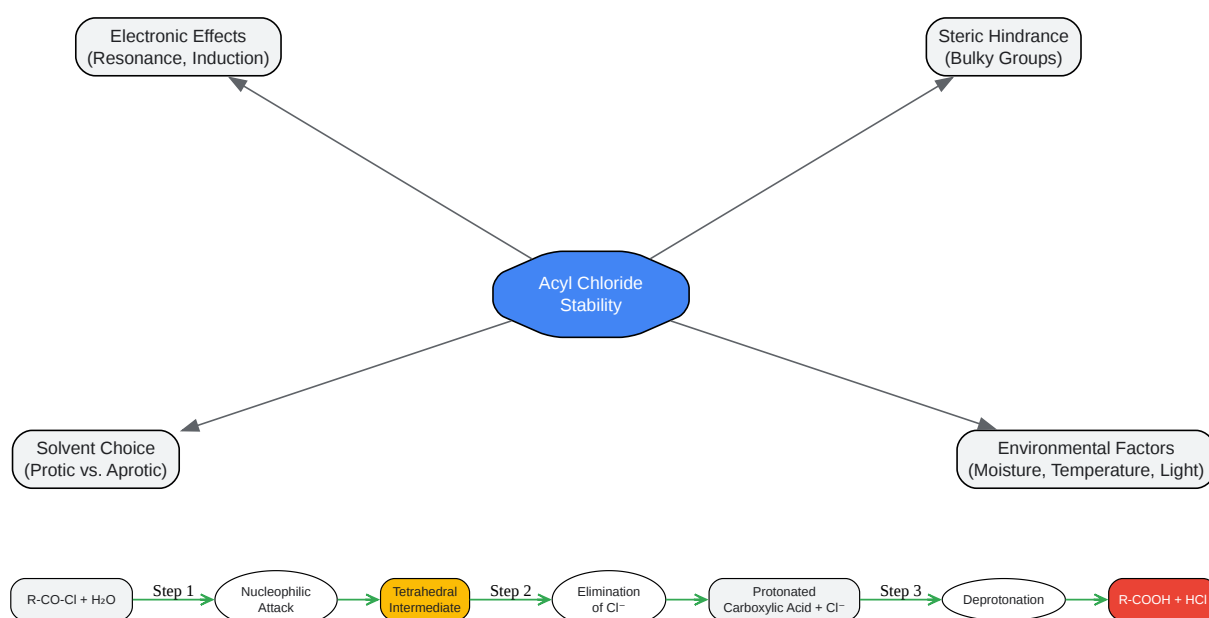 Electronic Effects
(Resonance, Induction)
Steric Hindrance
(Bulky Groups)
Acyl Chloride
Stability
Solvent Choice
(Protic vs. Aprotic)
Environmental Factors
(Moisture, Temperature, Light)
R-CO-Cl + H₂O
Step 1
Nucleophilic
Attack
Tetrahedral
Intermediate
Step 2
Elimination
of Cl⁻
Protonated
Carboxylic Acid + Cl⁻
Step 3
Deprotonation
R-COOH + HCl